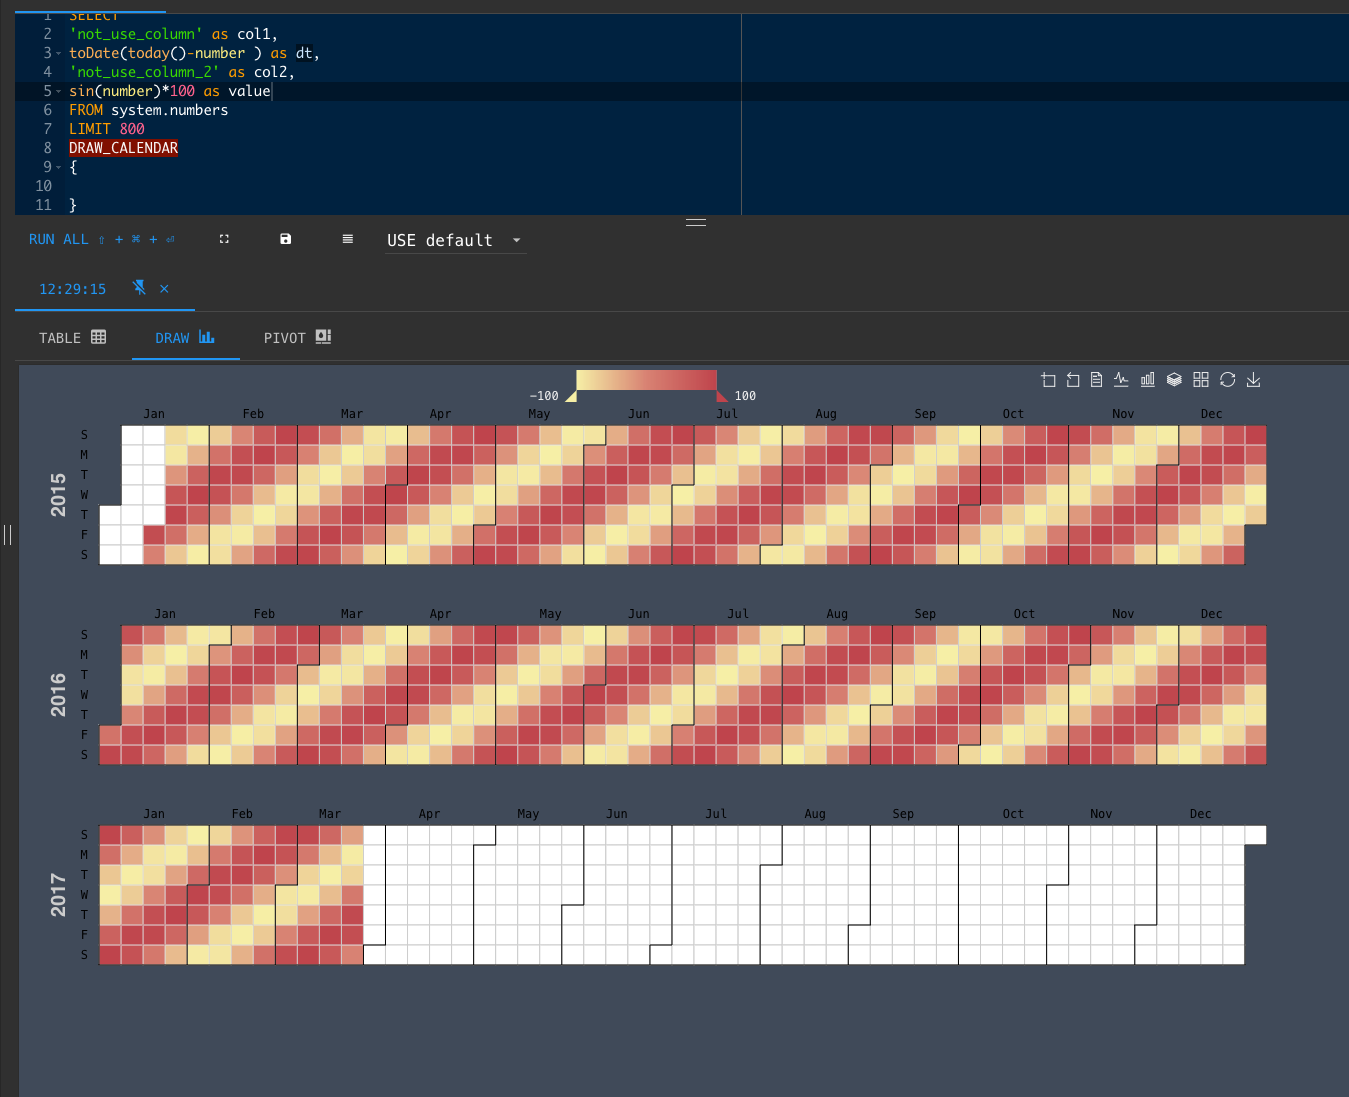 1 SELECT
2 'not_use_column' as col1,
3 toDate(today()-number ) as dt,
4 'not_use_column_2' as col2,
5 sin(number)*100 as value
6 FROM system.numbers
7 LIMIT 800
8 DRAW_CALENDAR
9 {
10
11 }
RUN ALL ⇧ + ⌘ + ⏎ USE default
12:29:15 ×
TABLE DRAW PIVOT
-100 100
Jan Feb Mar Apr May Jun Jul Aug Sep Oct Nov Dec
2015
S
M
T
W
T
F
S
Jan Feb Mar Apr May Jun Jul Aug Sep Oct Nov Dec
2016
S
M
T
W
T
F
S
Jan Feb Mar Apr May Jun Jul Aug Sep Oct Nov Dec
2017
S
M
T
W
T
F
S